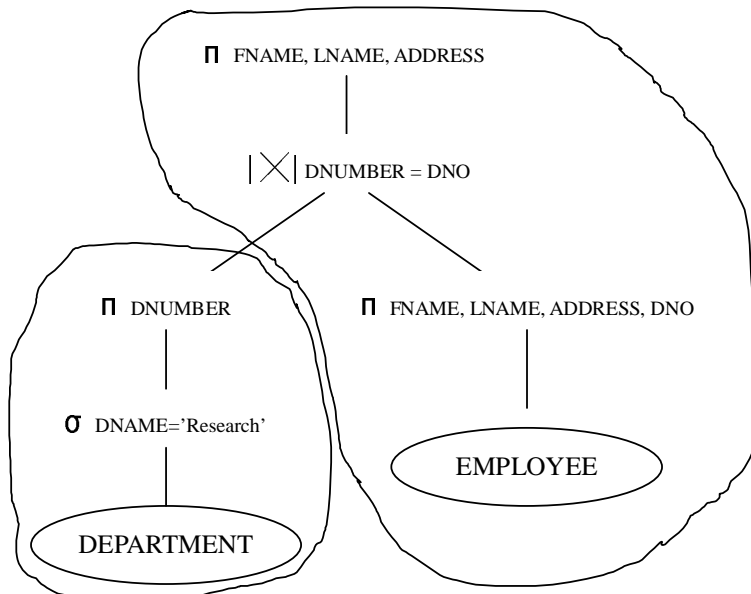 Π FNAME, LNAME, ADDRESS
|X| DNUMBER = DNO
Π DNUMBER
Π FNAME, LNAME, ADDRESS, DNO
σ DNAME=’Research’
EMPLOYEE
DEPARTMENT